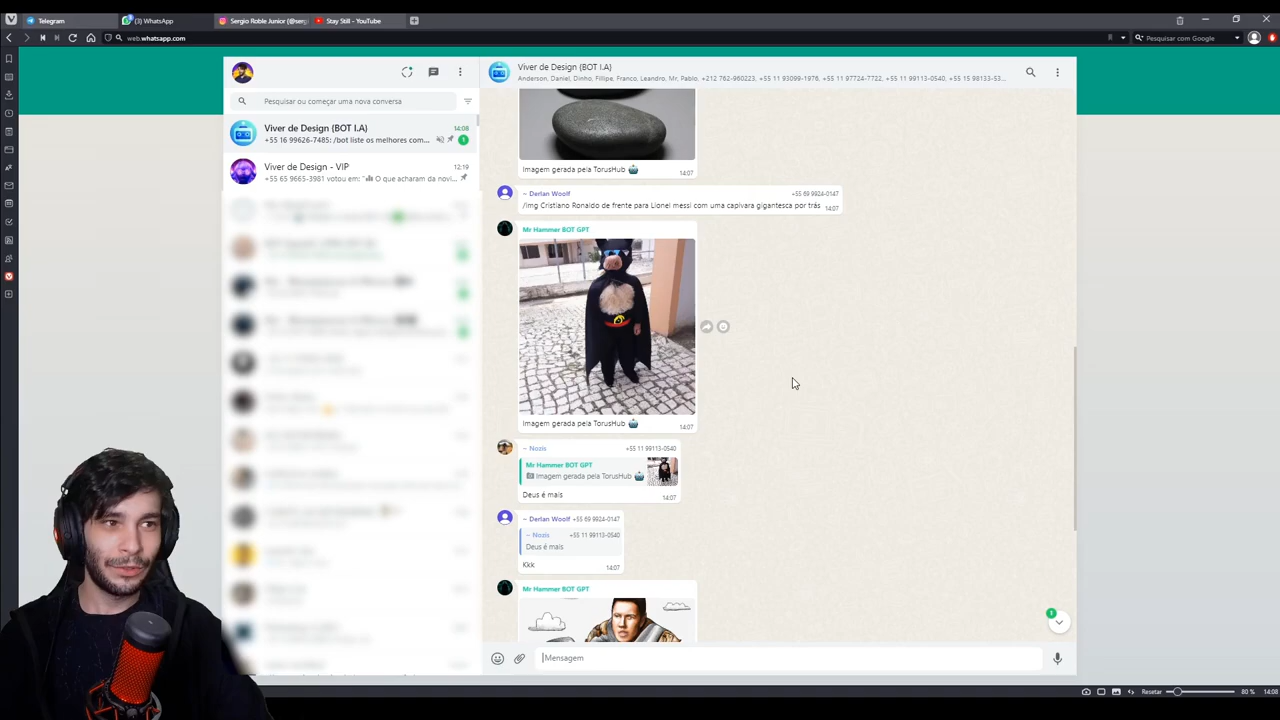 Telegram
(3) WhatsApp
Sergio Roble Junior (@serg
Stay Still - YouTube
web.whatsapp.com
Pesquisar com Google
Pesquisar ou começar uma nova conversa
Viver de Design {BOT I.A}
14:08
+55 16 99626-7485: /bot liste os melhores com...
1
Viver de Design - VIP
12:19
+55 65 9665-3981 votou em: "O que acharam da novi...
Viver de Design {BOT I.A}
Anderson, Daniel, Dinho, Fillipe, Franco, Leandro, Mr, Pablo, +212 762-960223, +55 11 93099-1976, +55 11 97724-7722, +55 11 99113-0540, +55 15 98133-53...
Imagem gerada pela TorusHub 🤖
14:07
~ Derlan Woolf
+55 69 9924-0147
/img Cristiano Ronaldo de frente para Lionel messi com uma capivara gigantesca por trás
14:07
Mr Hammer BOT GPT
Imagem gerada pela TorusHub 🤖
14:07
~ Nozis
+55 11 99113-0540
Mr Hammer BOT GPT
Imagem gerada pela TorusHub 🤖
Deus é mais
14:07
~ Derlan Woolf +55 69 9924-0147
~ Nozis
+55 11 99113-0540
Deus é mais
Kkk
14:07
Mr Hammer BOT GPT
1
Mensagem
Resetar
80 %
14:08